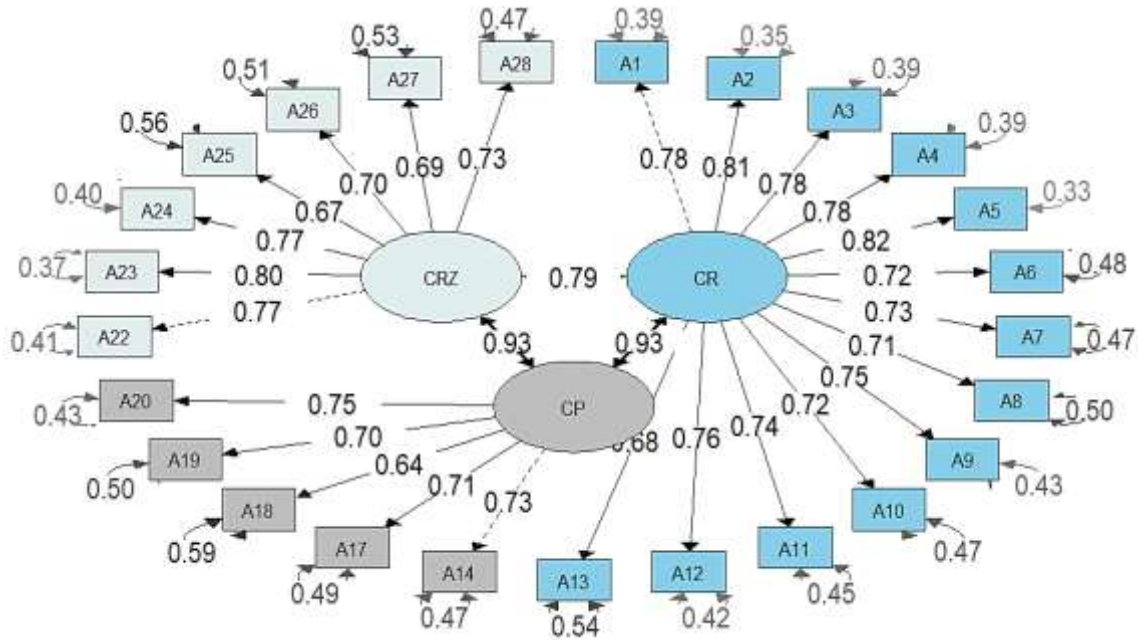 0.47 0.39
0.53 A28 A1 0.35
A27 A2
0.51 0.39
A26 A3
0.56 0.39
A25 A4
0.69 0.73 0.78 0.81
0.70 0.78
0.40 A24 0.67 0.78 A5 0.33
0.77 0.82
0.37 A23 0.80 CRZ 0.79 CR 0.72 A6 0.48
0.77 0.73
0.41 A22 0.93 0.93 A7 0.47
0.71
0.75
0.43 A20 0.75 CP A8 0.50
0.70 0.72
0.64 0.68 0.76 0.74
0.50 A19 0.71 A9 0.43
0.73
0.59 A18 A10 0.47
0.49 A17 A11 0.45
0.47 A14 A13 A12 0.42
0.54